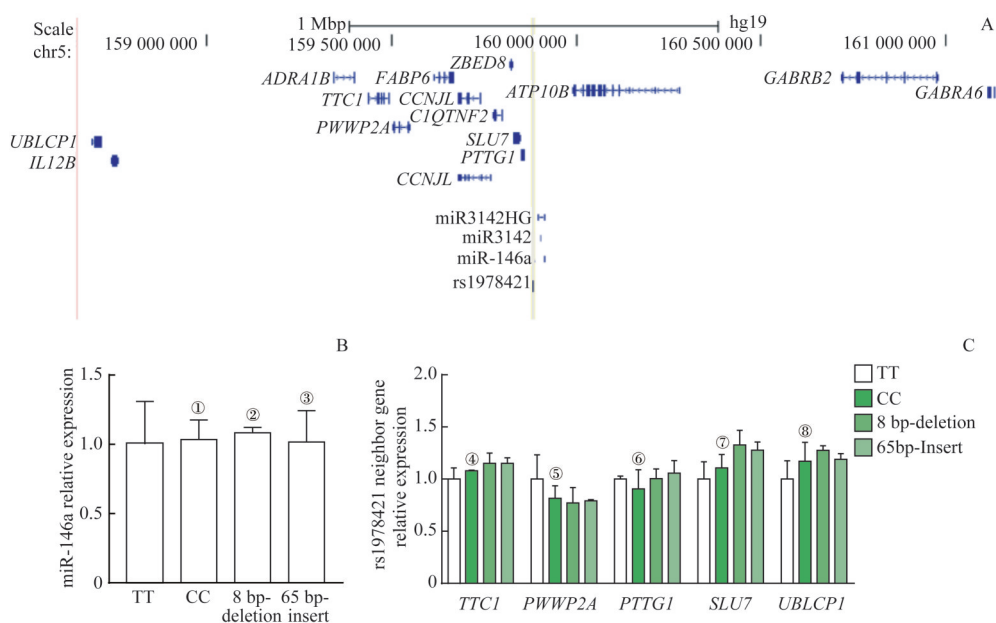 A
Scale
1 Mbp
hg19
chr5:
159 000 000
159 500 000
160 000 000
160 500 000
161 000 000
ZBED8
ADRA1B
FABP6
GABRB2
ATP10B
GABRA6
TTC1
CCNJL
C1QTNF2
PWWP2A
UBLCP1
SLU7
IL12B
PTTG1
CCNJL
miR3142HG
miR3142
miR-146a
rs1978421
B
miR-146a relative expression
1.5
1.0
0.5
0
①
②
③
TT
CC
8 bp-
deletion
65 bp-
insert
C
rs1978421 neighbor gene
relative expression
2.0
1.5
1.0
0.5
0
④
⑤
⑥
⑦
⑧
TTC1
PWWP2A
PTTG1
SLU7
UBLCP1
TT
CC
8 bp-deletion
65bp-Insert